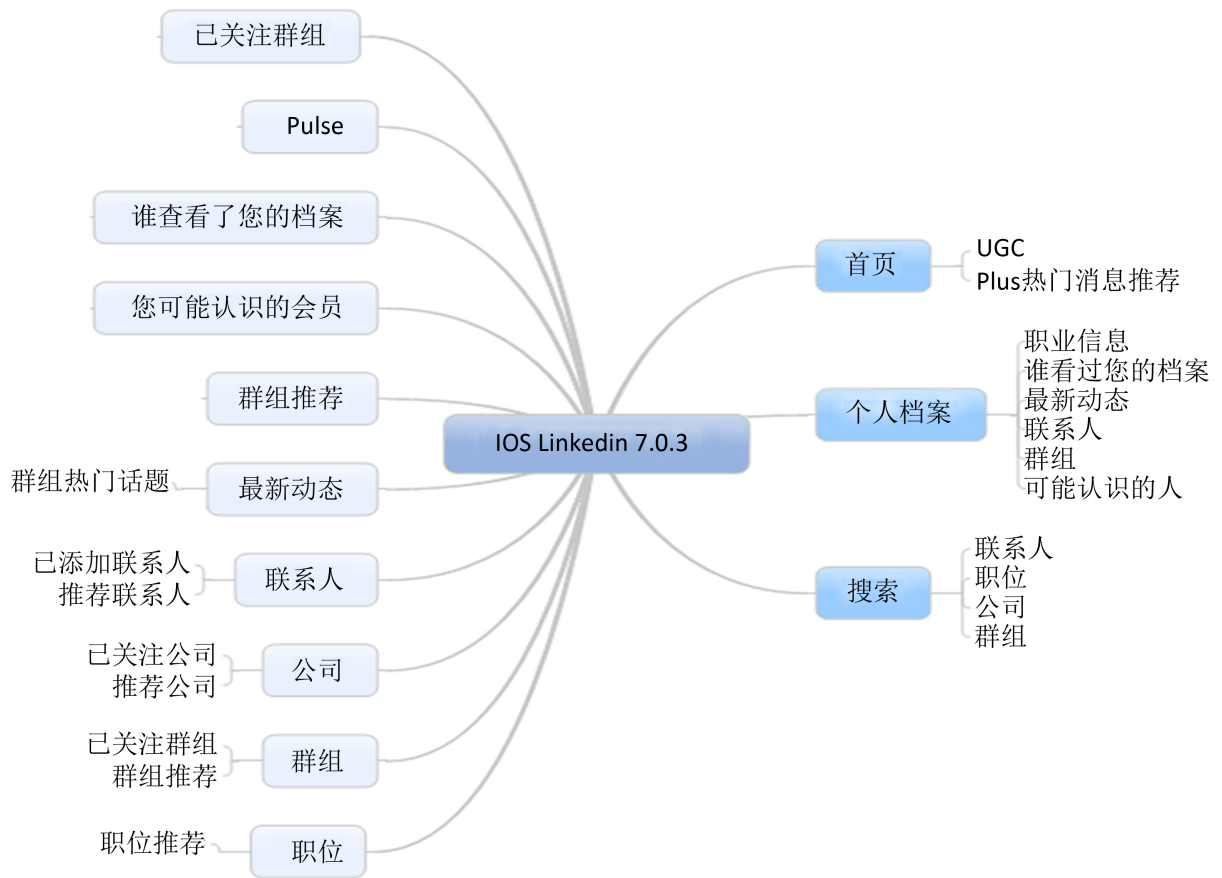 已关注群组
Pulse
谁查看了您的档案
您可能认识的会员
群组推荐
最新动态
群组热门话题
联系人
已添加联系人
推荐联系人
公司
已关注公司
推荐公司
群组
已关注群组
群组推荐
职位
职位推荐
IOS Linkedin 7.0.3
首页
UGC
Plus热门消息推荐
个人档案
职业信息
谁看过您的档案
最新动态
联系人
群组
可能认识的人
搜索
联系人
职位
公司
群组